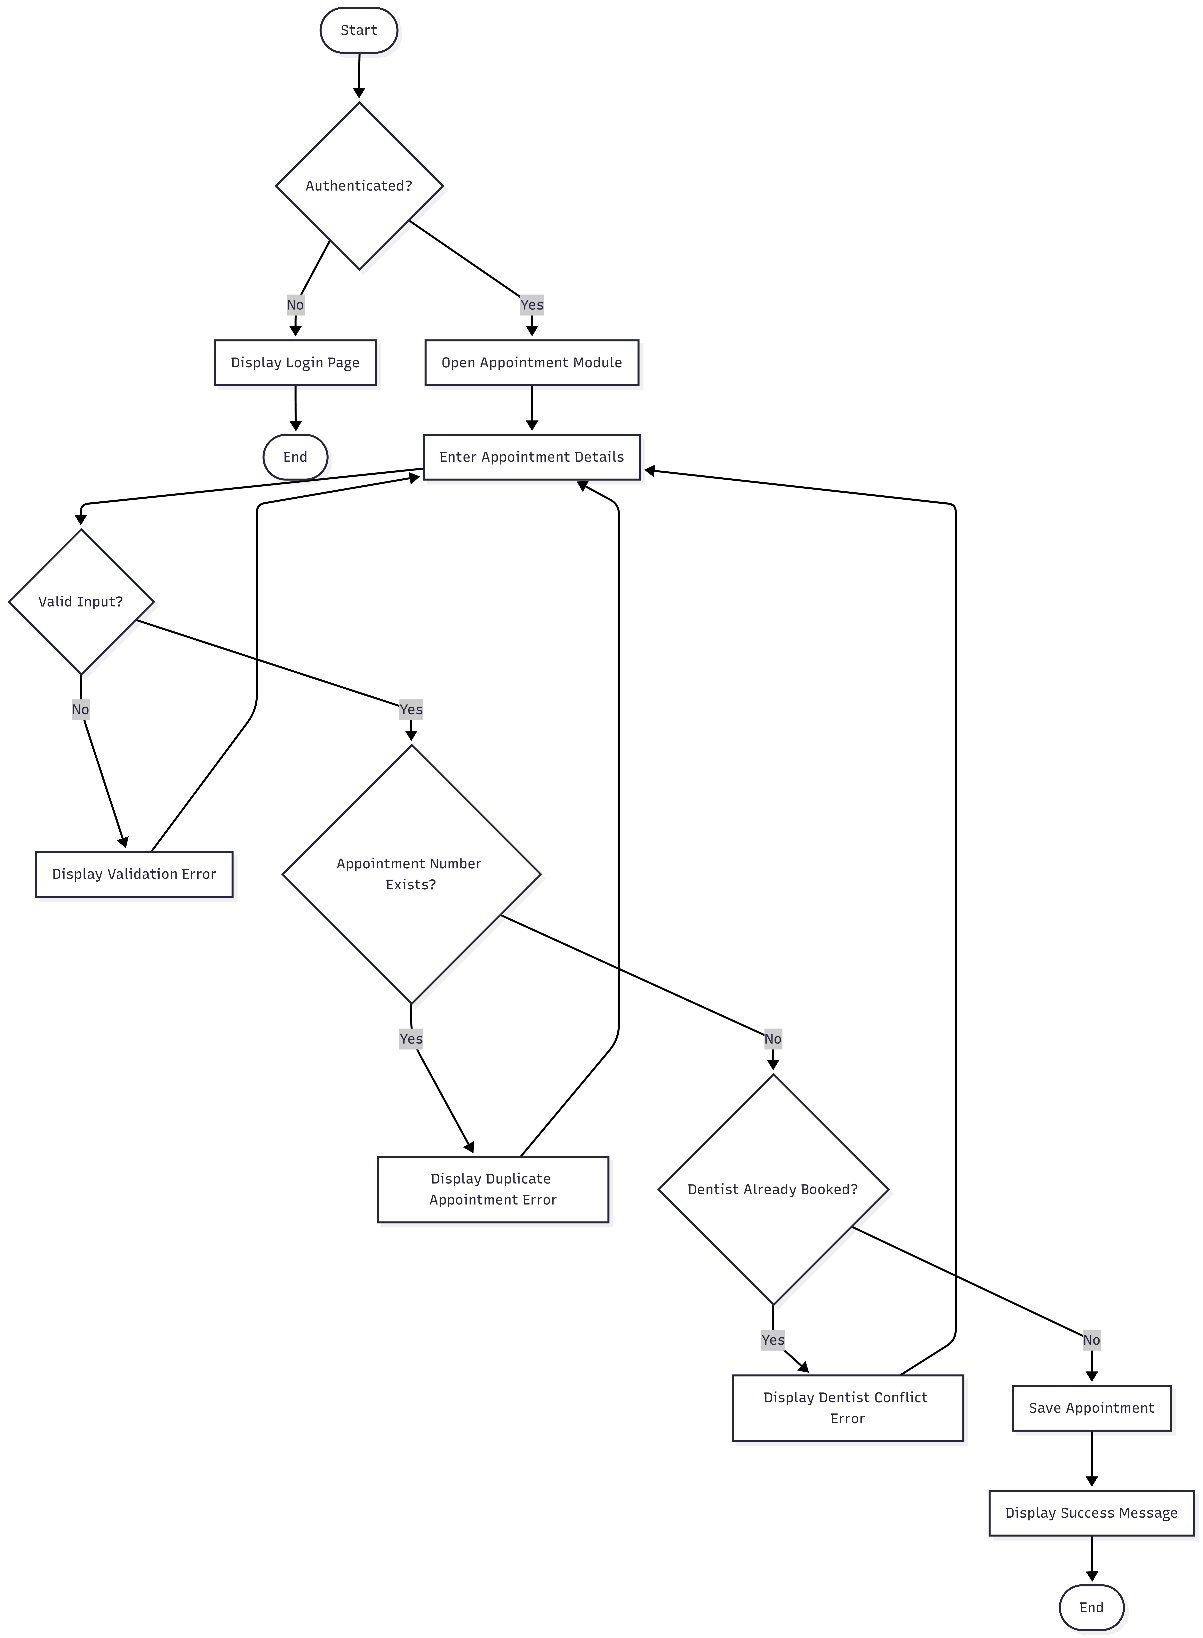 Start
Authenticated?
No
Yes
Display Login Page
Open Appointment Module
End
Enter Appointment Details
Valid Input?
No
Yes
Appointment Number
Exists?
Display Validation Error
Yes
No
Display Duplicate
Appointment Error
Dentist Already Booked?
Yes
No
Display Dentist Conflict
Error
Save Appointment
Display Success Message
End